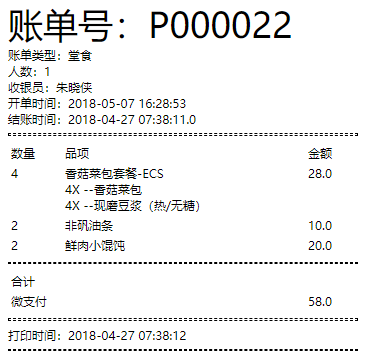 账单号：P000022
账单类型：堂食
人数：1
收银员：朱晓侠
开单时间：2018-05-07 16:28:53
结账时间：2018-04-27 07:38:11.0
数量 品项 金额
4 香菇菜包套餐-ECS 28.0
4X --香菇菜包
4X --现磨豆浆（热/无糖）
2 非矾油条 10.0
2 鲜肉小馄饨 20.0
合计
微支付 58.0
打印时间：2018-04-27 07:38:12